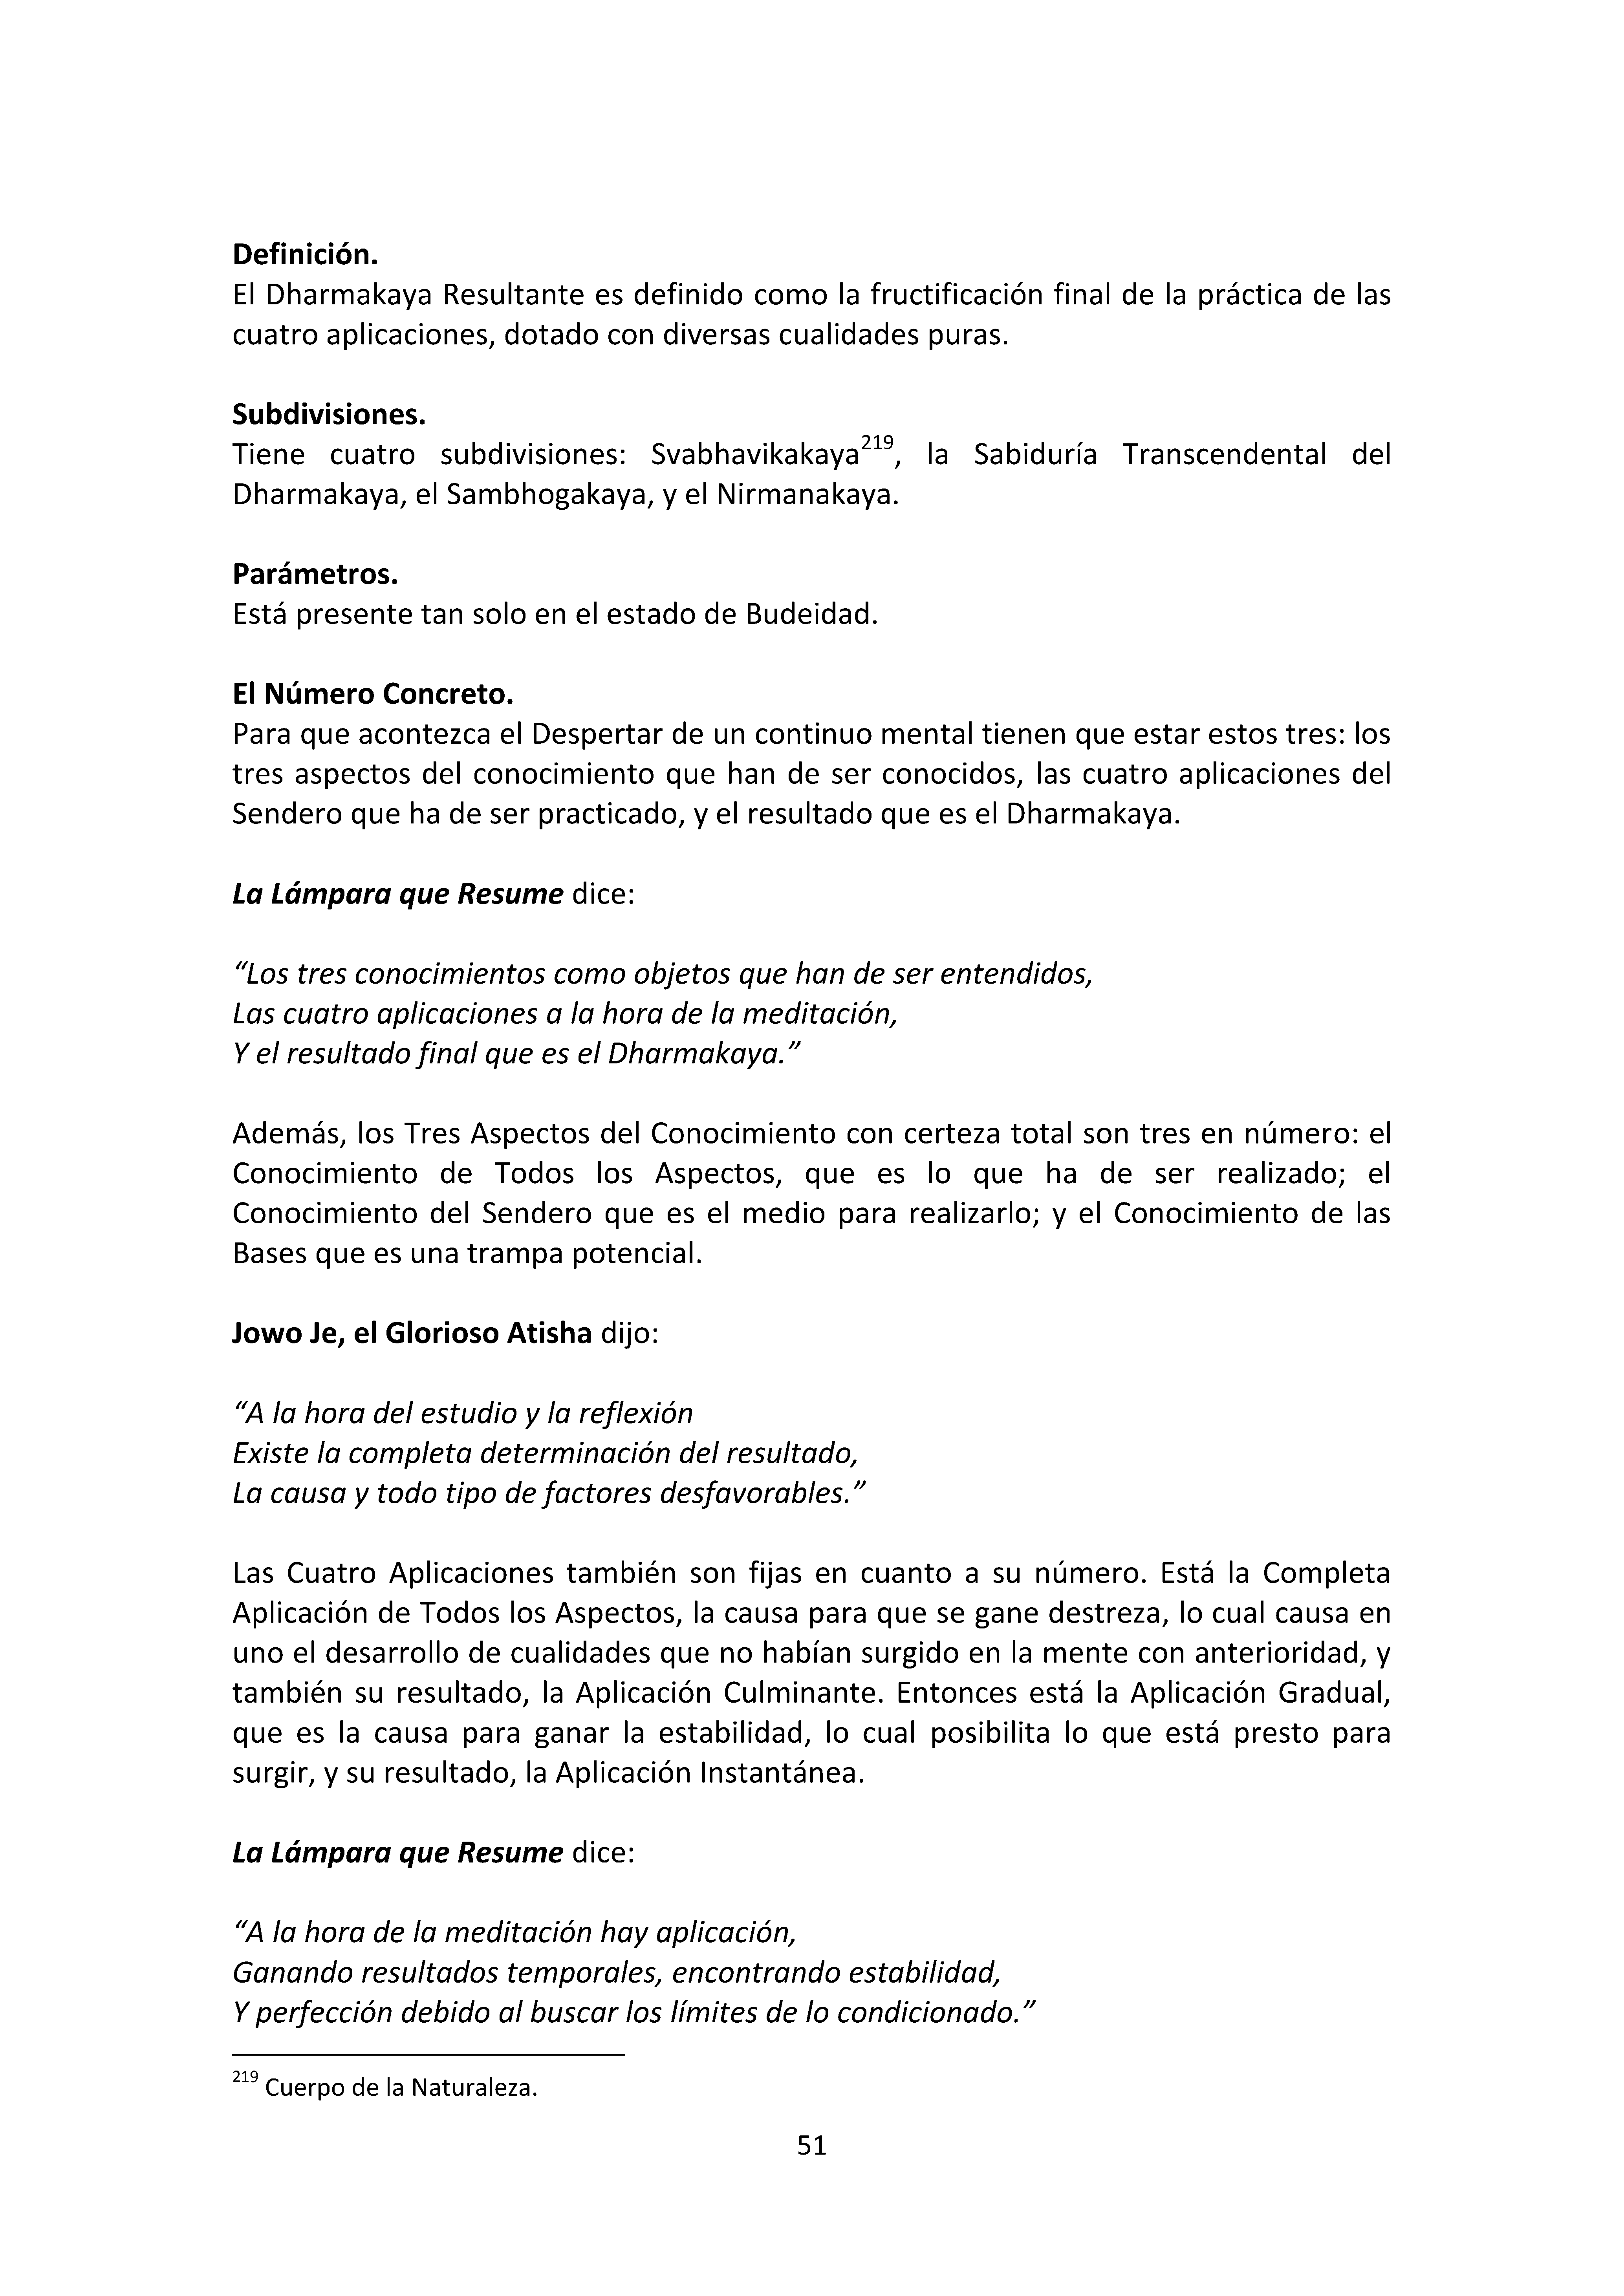 Definición.
El Dharmakaya Resultante es definido como la fructificación final de la práctica de las
cuatro aplicaciones, dotado con diversas cualidades puras.
Subdivisiones.
Tiene cuatro subdivisiones: Svabhavikakaya219, la Sabiduría Transcendental del
Dharmakaya, el Sambhogakaya, y el Nirmanakaya.
Parámetros.
Está presente tan solo en el estado de Budeidad.
El Número Concreto.
Para que acontezca el Despertar de un continuo mental tienen que estar estos tres: los
tres aspectos del conocimiento que han de ser conocidos, las cuatro aplicaciones del
Sendero que ha de ser practicado, y el resultado que es el Dharmakaya.
La Lámpara que Resume dice:
“Los tres conocimientos como objetos que han de ser entendidos,
Las cuatro aplicaciones a la hora de la meditación,
Y el resultado final que es el Dharmakaya.”
Además, los Tres Aspectos del Conocimiento con certeza total son tres en número: el
Conocimiento de Todos los Aspectos, que es lo que ha de ser realizado; el
Conocimiento del Sendero que es el medio para realizarlo; y el Conocimiento de las
Bases que es una trampa potencial.
Jowo Je, el Glorioso Atisha dijo:
“A la hora del estudio y la reflexión
Existe la completa determinación del resultado,
La causa y todo tipo de factores desfavorables.”
Las Cuatro Aplicaciones también son fijas en cuanto a su número. Está la Completa
Aplicación de Todos los Aspectos, la causa para que se gane destreza, lo cual causa en
uno el desarrollo de cualidades que no habían surgido en la mente con anterioridad, y
también su resultado, la Aplicación Culminante. Entonces está la Aplicación Gradual,
que es la causa para ganar la estabilidad, lo cual posibilita lo que está presto para
surgir, y su resultado, la Aplicación Instantánea.
La Lámpara que Resume dice:
“A la hora de la meditación hay aplicación,
Ganando resultados temporales, encontrando estabilidad,
Y perfección debido al buscar los límites de lo condicionado.”
219 Cuerpo de la Naturaleza.
51